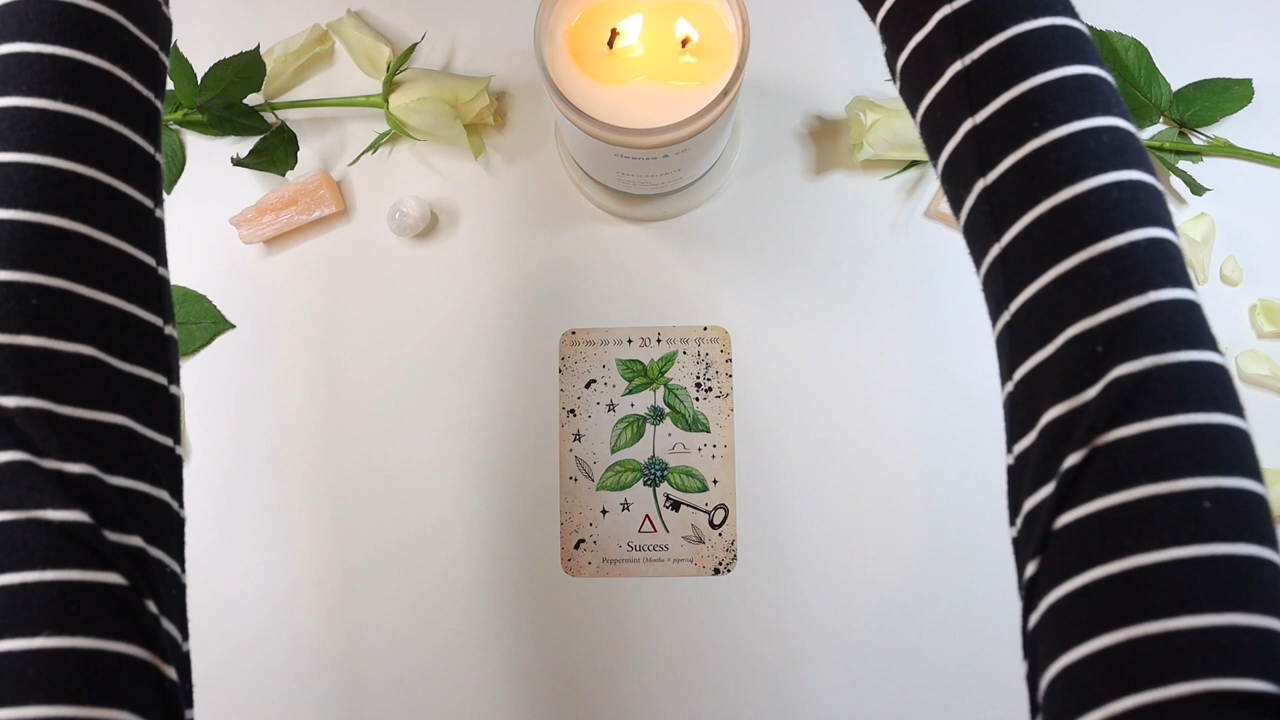 cleanse & co.
20
Success
Peppermint (Mentha × piperita)